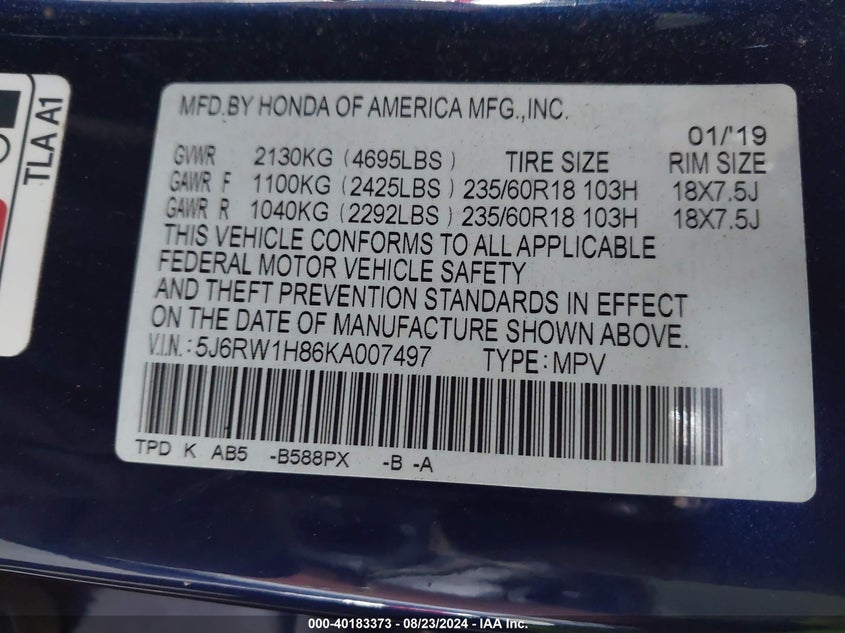 TLA A1
MFD.BY HONDA OF AMERICA MFG.,INC.
01/'19
GVWR 2130KG (4695LBS) TIRE SIZE RIM SIZE
GAWR F 1100KG (2425LBS) 235/60R18 103H 18X7.5J
GAWR R 1040KG (2292LBS) 235/60R18 103H 18X7.5J
THIS VEHICLE CONFORMS TO ALL APPLICABLE
FEDERAL MOTOR VEHICLE SAFETY
AND THEFT PREVENTION STANDARDS IN EFFECT
ON THE DATE OF MANUFACTURE SHOWN ABOVE.
V.I.N.: 5J6RW1H86KA007497 TYPE: MPV
TPD K AB5 -B588PX -B -A
000-40183373 - 08/23/2024 - IAA Inc.